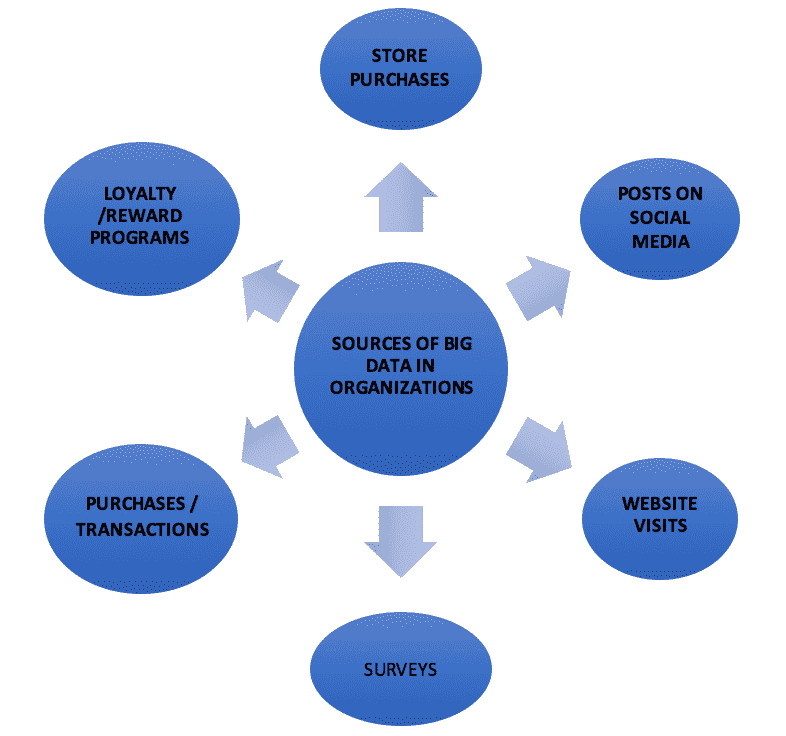 STORE
PURCHASES
LOYALTY
/REWARD
PROGRAMS
POSTS ON
SOCIAL
MEDIA
SOURCES OF BIG
DATA IN
ORGANIZATIONS
PURCHASES /
TRANSACTIONS
WEBSITE
VISITS
SURVEYS